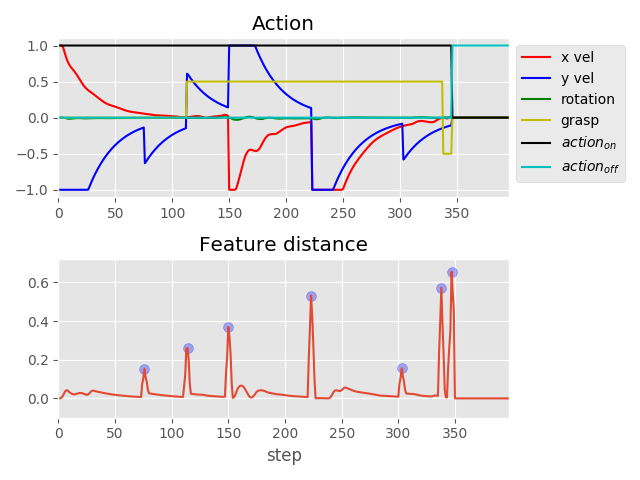 Action
1.0
0.5
0.0
−0.5
−1.0
0 50 100 150 200 250 300 350
x vel
y vel
rotation
grasp
action_on
action_off
Feature distance
0.6
0.4
0.2
0.0
0 50 100 150 200 250 300 350
step